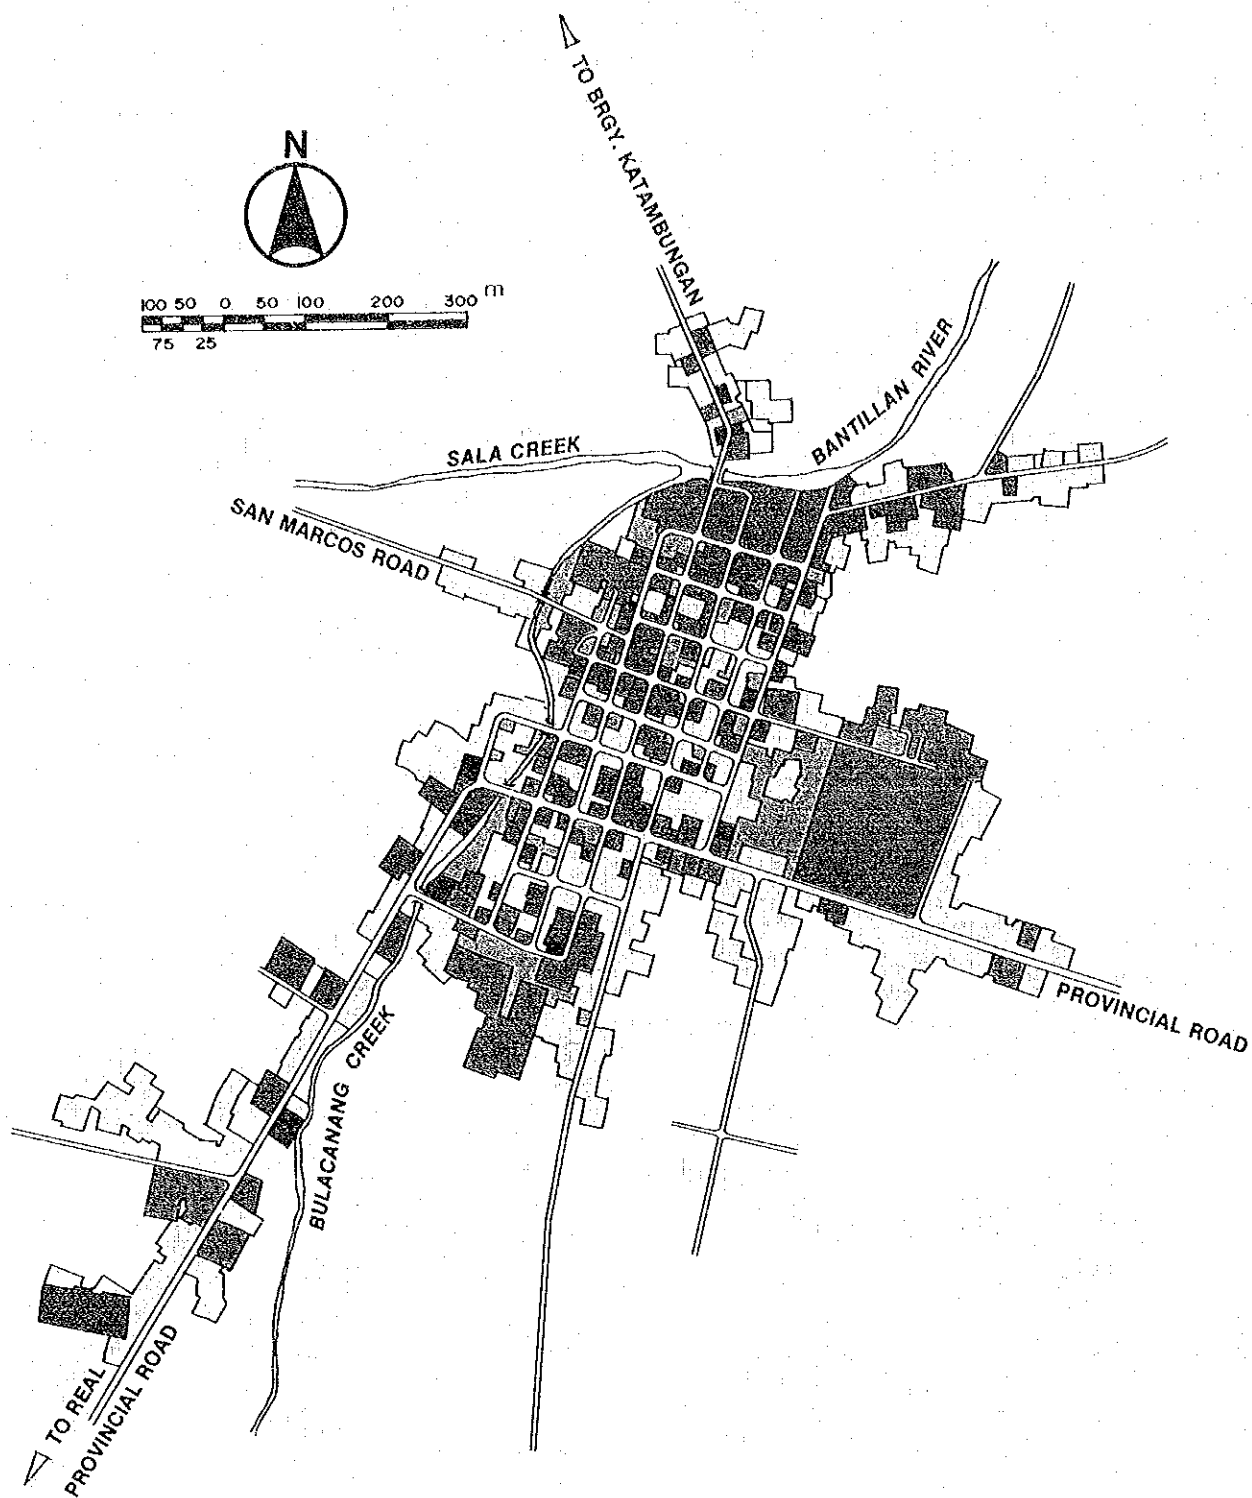 TO BRGY. KATAMBUNGAN
N
100 50 0 50 100 200 300 m
75 25
BANTILLAN RIVER
SALA CREEK
SAN MARCOS ROAD
PROVINCIAL ROAD
BULACANANG CREEK
TO REAL
PROVINCIAL ROAD